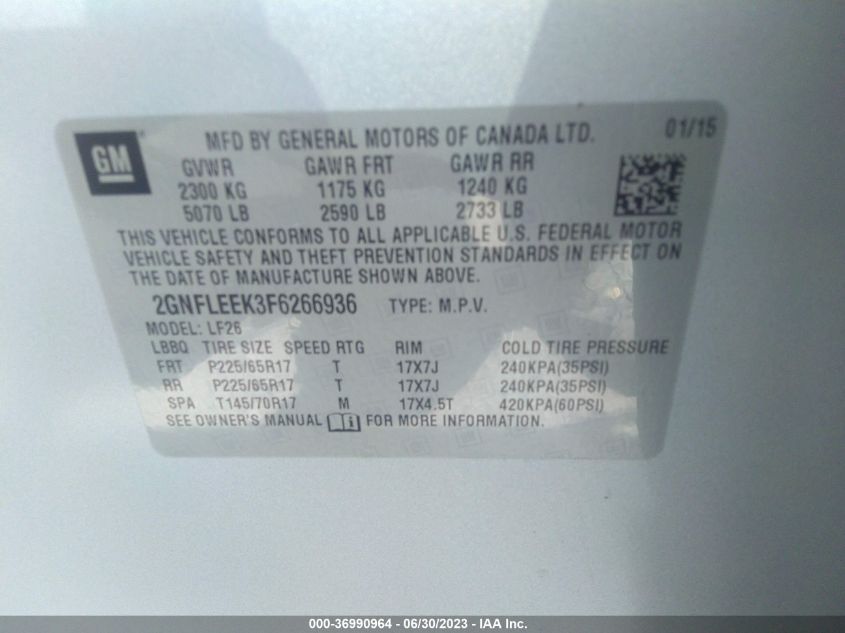 GM MFD BY GENERAL MOTORS OF CANADA LTD. 01/15
GVWR GAWR FRT GAWR RR
2300 KG 1175 KG 1240 KG
5070 LB 2590 LB 2733 LB
THIS VEHICLE CONFORMS TO ALL APPLICABLE U.S. FEDERAL MOTOR
VEHICLE SAFETY AND THEFT PREVENTION STANDARDS IN EFFECT ON
THE DATE OF MANUFACTURE SHOWN ABOVE.
2GNFLEEK3F6266936 TYPE: M.P.V.
MODEL: LF26
LBBQ TIRE SIZE SPEED RTG RIM COLD TIRE PRESSURE
FRT P225/65R17 T 17X7J 240KPA(35PSI)
RR P225/65R17 T 17X7J 240KPA(35PSI)
SPA T145/70R17 M 17X4.5T 420KPA(60PSI)
SEE OWNER'S MANUAL FOR MORE INFORMATION.
000-36990964 - 06/30/2023 - IAA Inc.